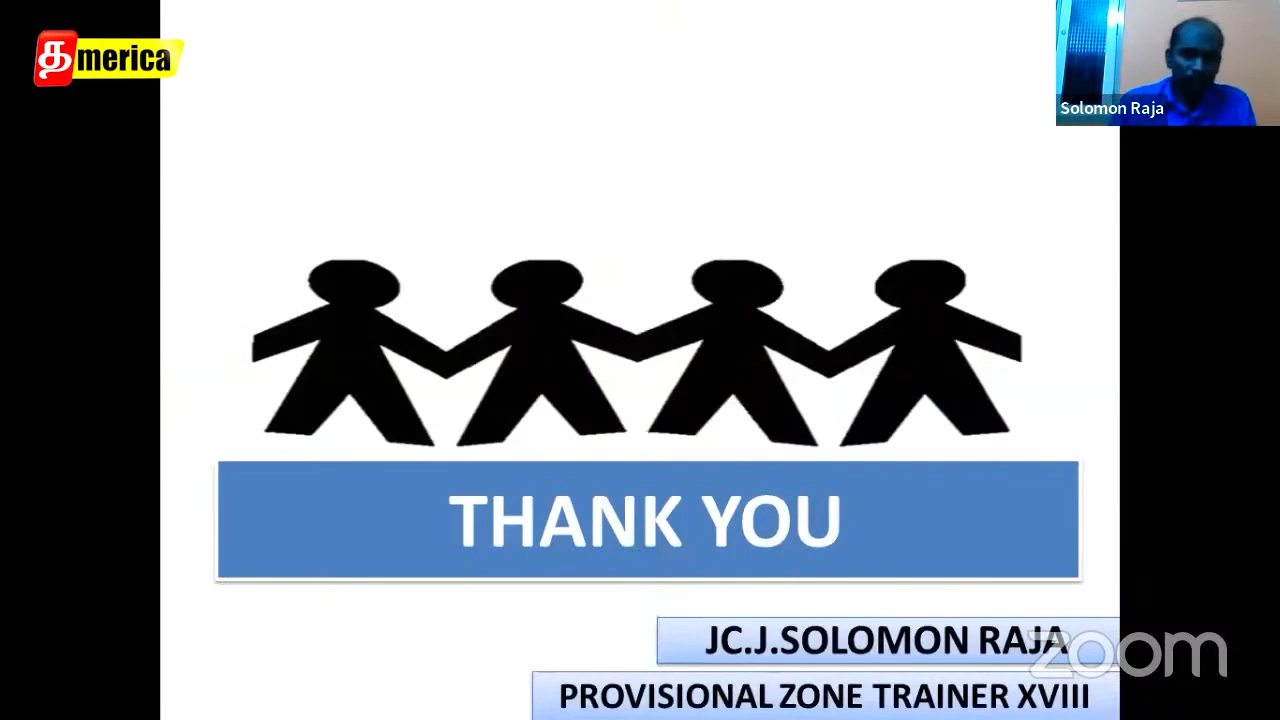 தmerica
Solomon Raja
THANK YOU
JC.J.SOLOMON RAJA
zoom
PROVISIONAL ZONE TRAINER XVIII